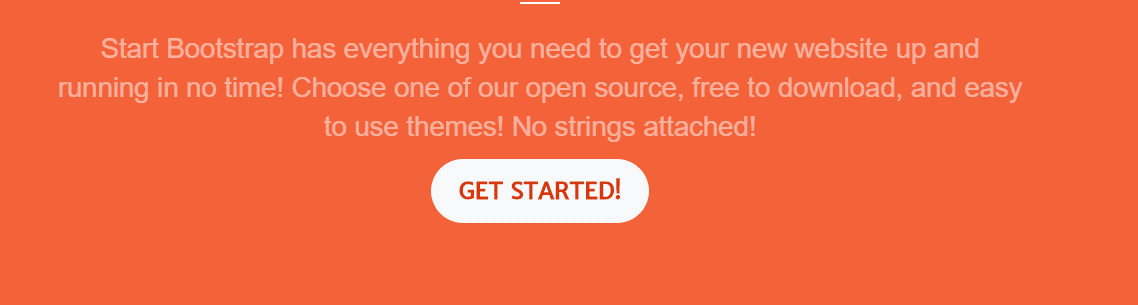 Start Bootstrap has everything you need to get your new website up and
running in no time! Choose one of our open source, free to download, and easy
to use themes! No strings attached!
GET STARTED!